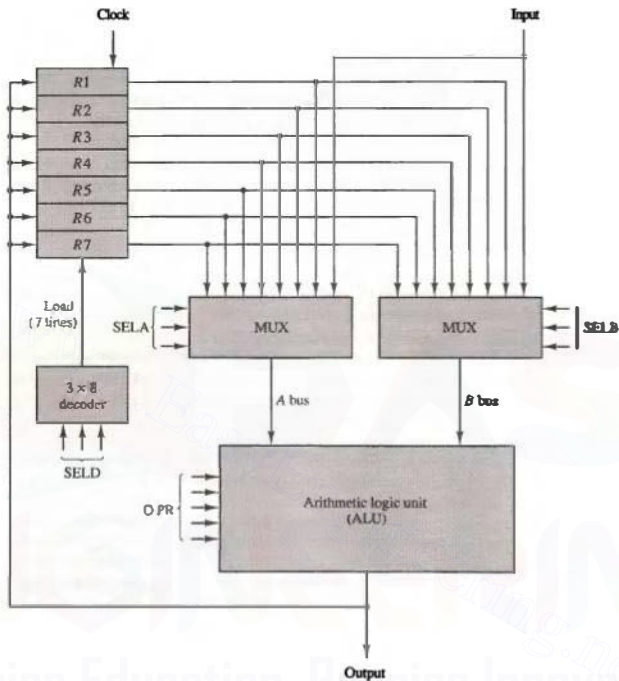 Clock
Input
R1
R2
R3
R4
R5
R6
R7
Load
(7 lines)
SELA
MUX
MUX
SELB
3 × 8
decoder
A bus
B bus
SELD
OPR
Arithmetic logic unit
(ALU)
Output